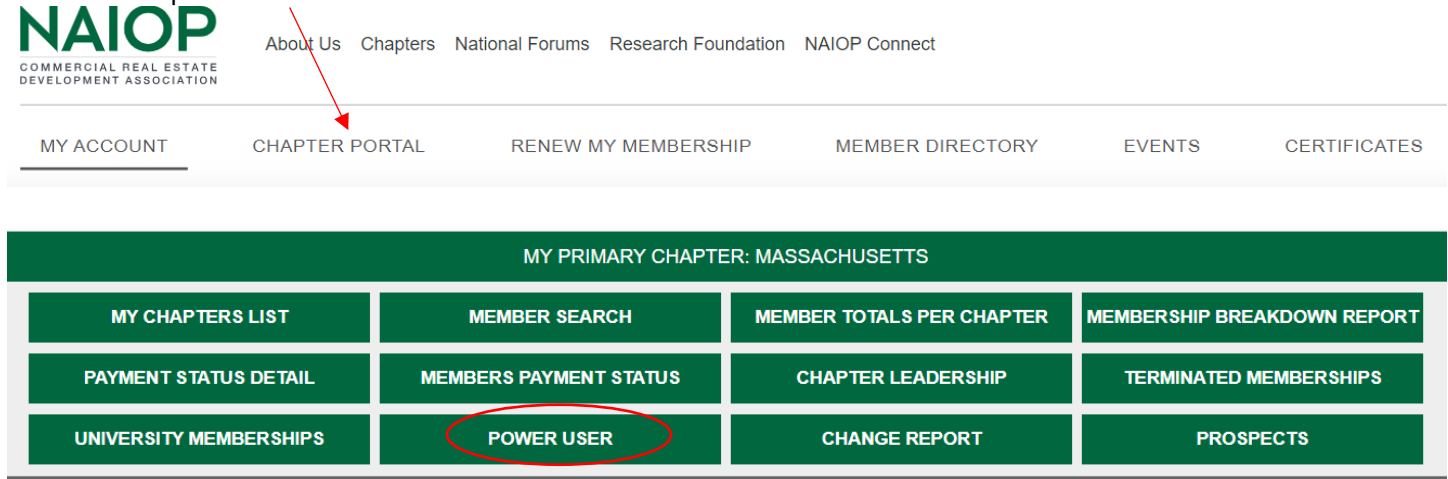 NAIOP
COMMERCIAL REAL ESTATE
DEVELOPMENT ASSOCIATION
About Us Chapters National Forums Research Foundation NAIOP Connect
MY ACCOUNT CHAPTER PORTAL RENEW MY MEMBERSHIP MEMBER DIRECTORY EVENTS CERTIFICATES
MY PRIMARY CHAPTER: MASSACHUSETTS
MY CHAPTERS LIST MEMBER SEARCH MEMBER TOTALS PER CHAPTER MEMBERSHIP BREAKDOWN REPORT
PAYMENT STATUS DETAIL MEMBERS PAYMENT STATUS CHAPTER LEADERSHIP TERMINATED MEMBERSHIPS
UNIVERSITY MEMBERSHIPS POWER USER CHANGE REPORT PROSPECTS